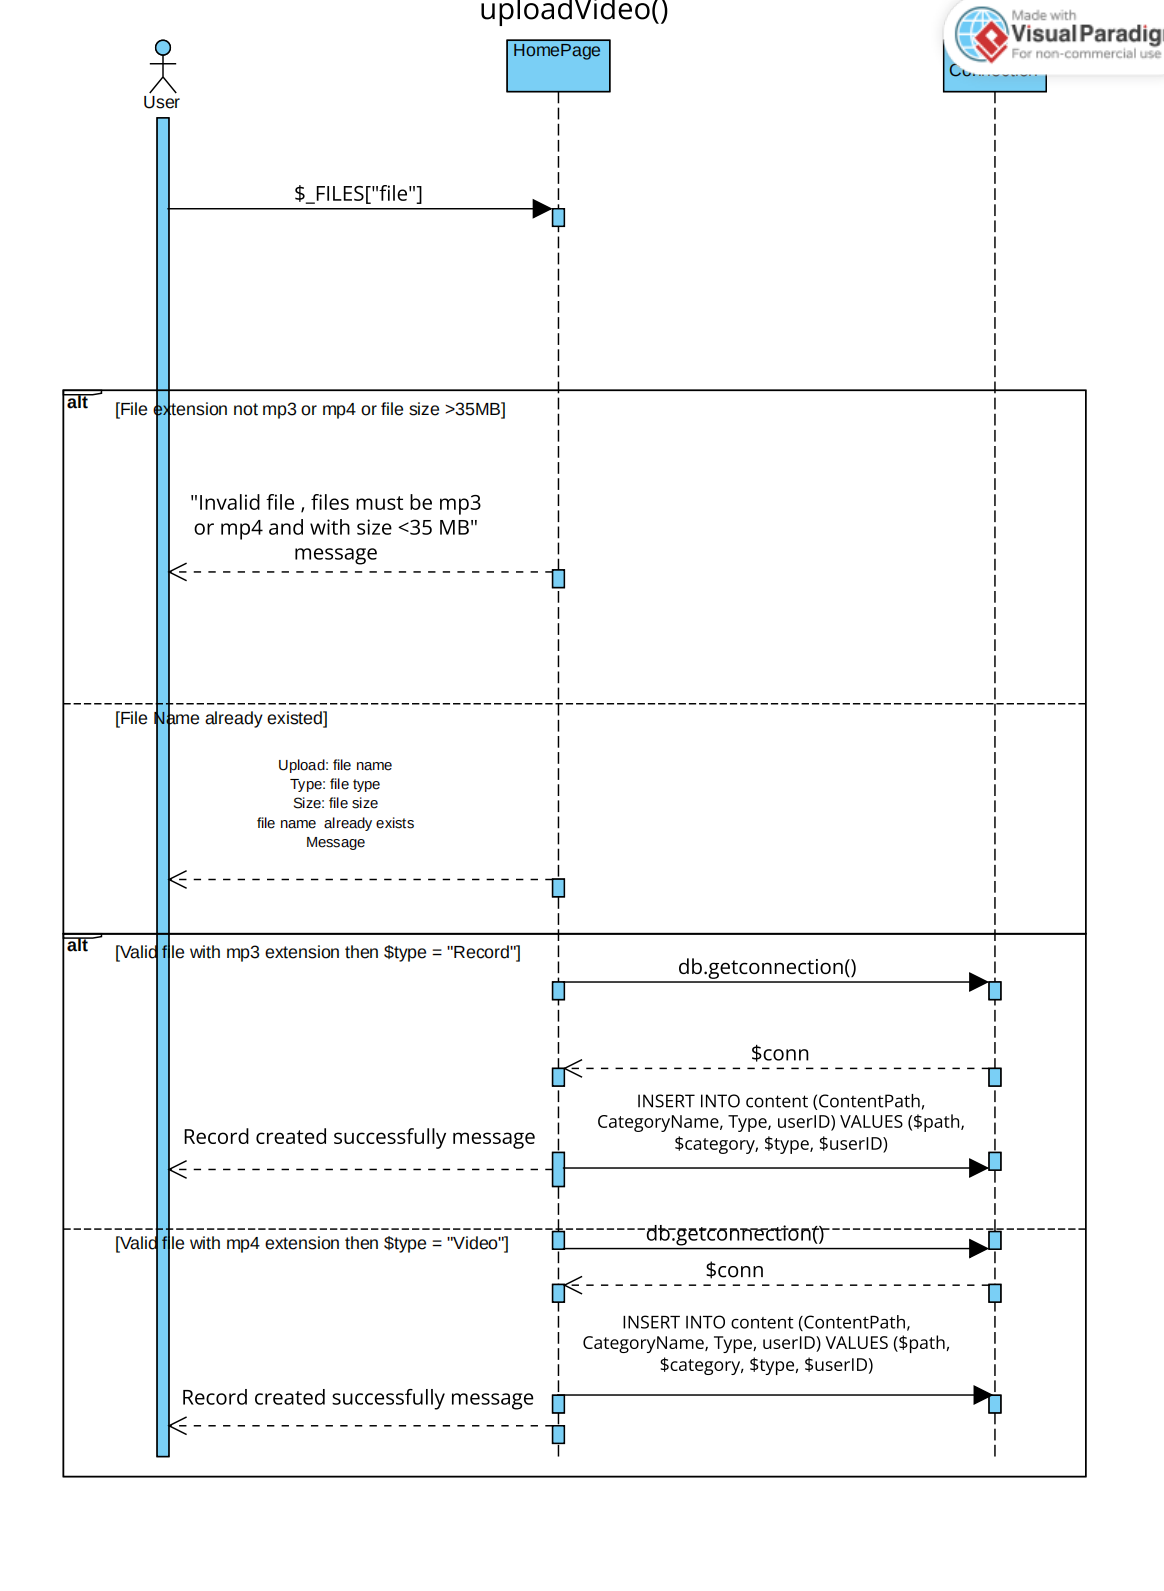 uploadVideo()
Made with
VisualParadig
For non-commercial use
HomePage
User
$_FILES["file"]
alt
[File extension not mp3 or mp4 or file size >35MB]
"Invalid file , files must be mp3
or mp4 and with size <35 MB"
message
[File Name already existed]
Upload: file name
Type: file type
Size: file size
file name  already exists
Message
alt
[Valid file with mp3 extension then $type = "Record"]
db.getconnection()
$conn
INSERT INTO content (ContentPath,
CategoryName, Type, userID) VALUES ($path,
$category, $type, $userID)
Record created successfully message
db.getconnection()
[Valid file with mp4 extension then $type = "Video"]
$conn
INSERT INTO content (ContentPath,
CategoryName, Type, userID) VALUES ($path,
$category, $type, $userID)
Record created successfully message